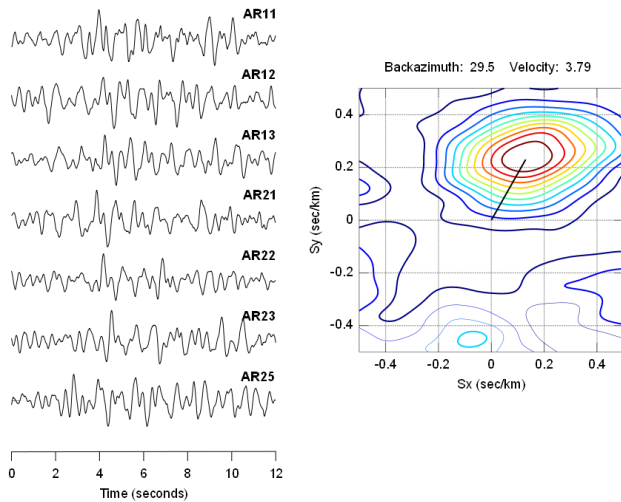 AR11
AR12
AR13
AR21
AR22
AR23
AR25
0 2 4 6 8 10 12
Time (seconds)
Backazimuth: 29.5 Velocity: 3.79
0.4
0.2
0
-0.2
-0.4
Sy (sec/km)
-0.4 -0.2 0 0.2 0.4
Sx (sec/km)